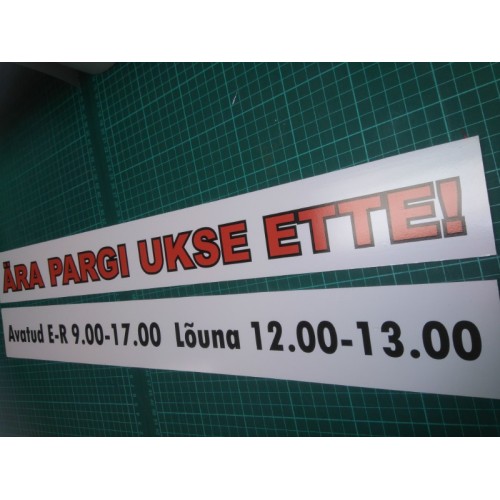 ÄRA PARGI UKSE ETTE!
Avatud E-R 9.00-17.00 Lõuna 12.00-13.00